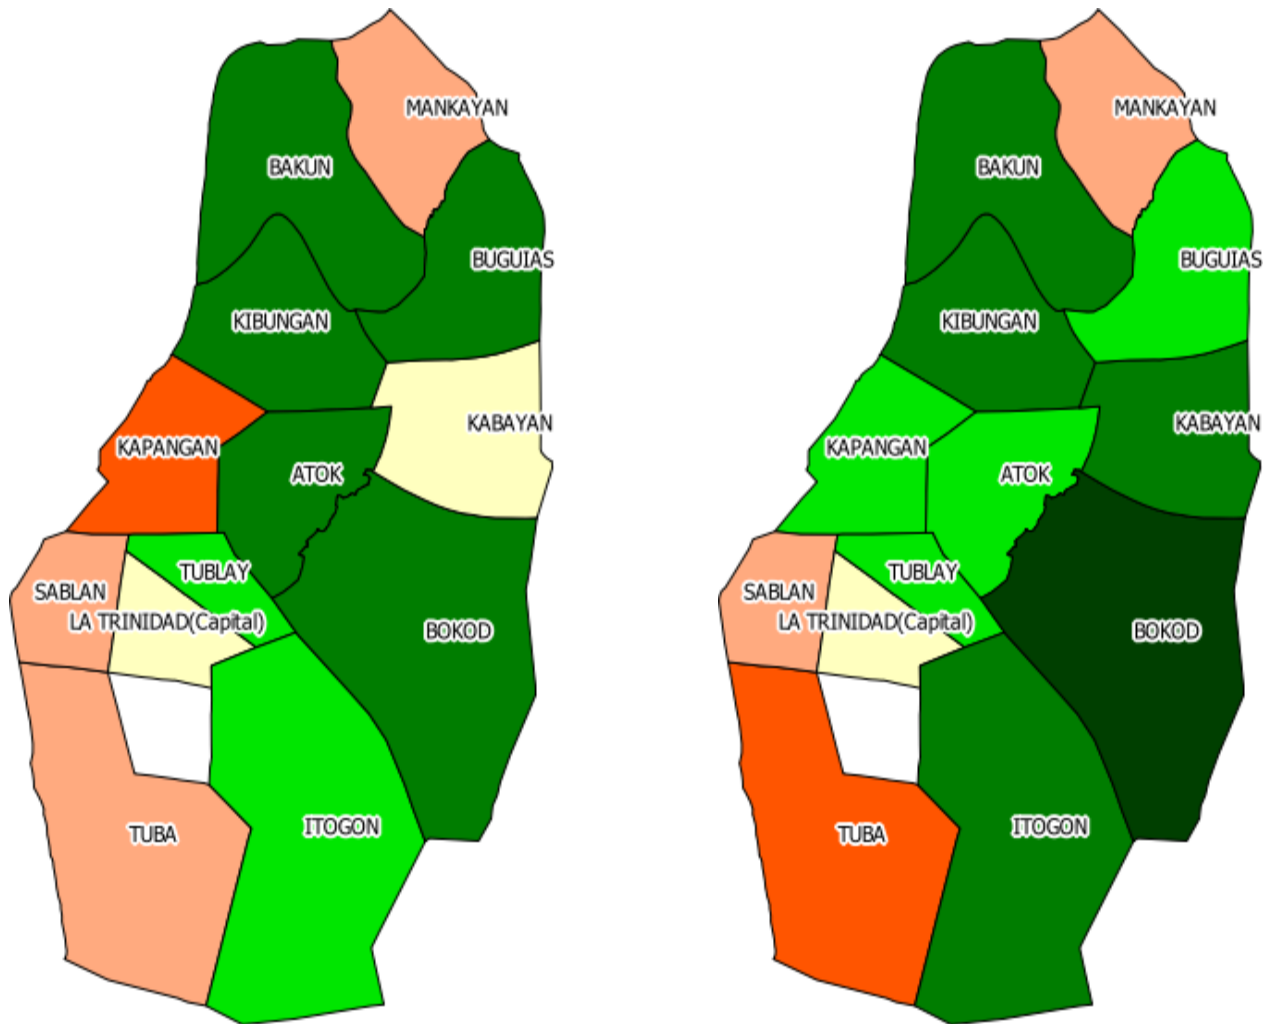 MANKAYAN
BAKUN
BUGUIAS
KIBUNGAN
KABAYAN
KAPANGAN
ATOK
TUBLAY
SABLAN
LA TRINIDAD(Capital)
BOKOD
ITOGON
TUBA
MANKAYAN
BAKUN
BUGUIAS
KIBUNGAN
KABAYAN
KAPANGAN
ATOK
TUBLAY
SABLAN
LA TRINIDAD(Capital)
BOKOD
ITOGON
TUBA